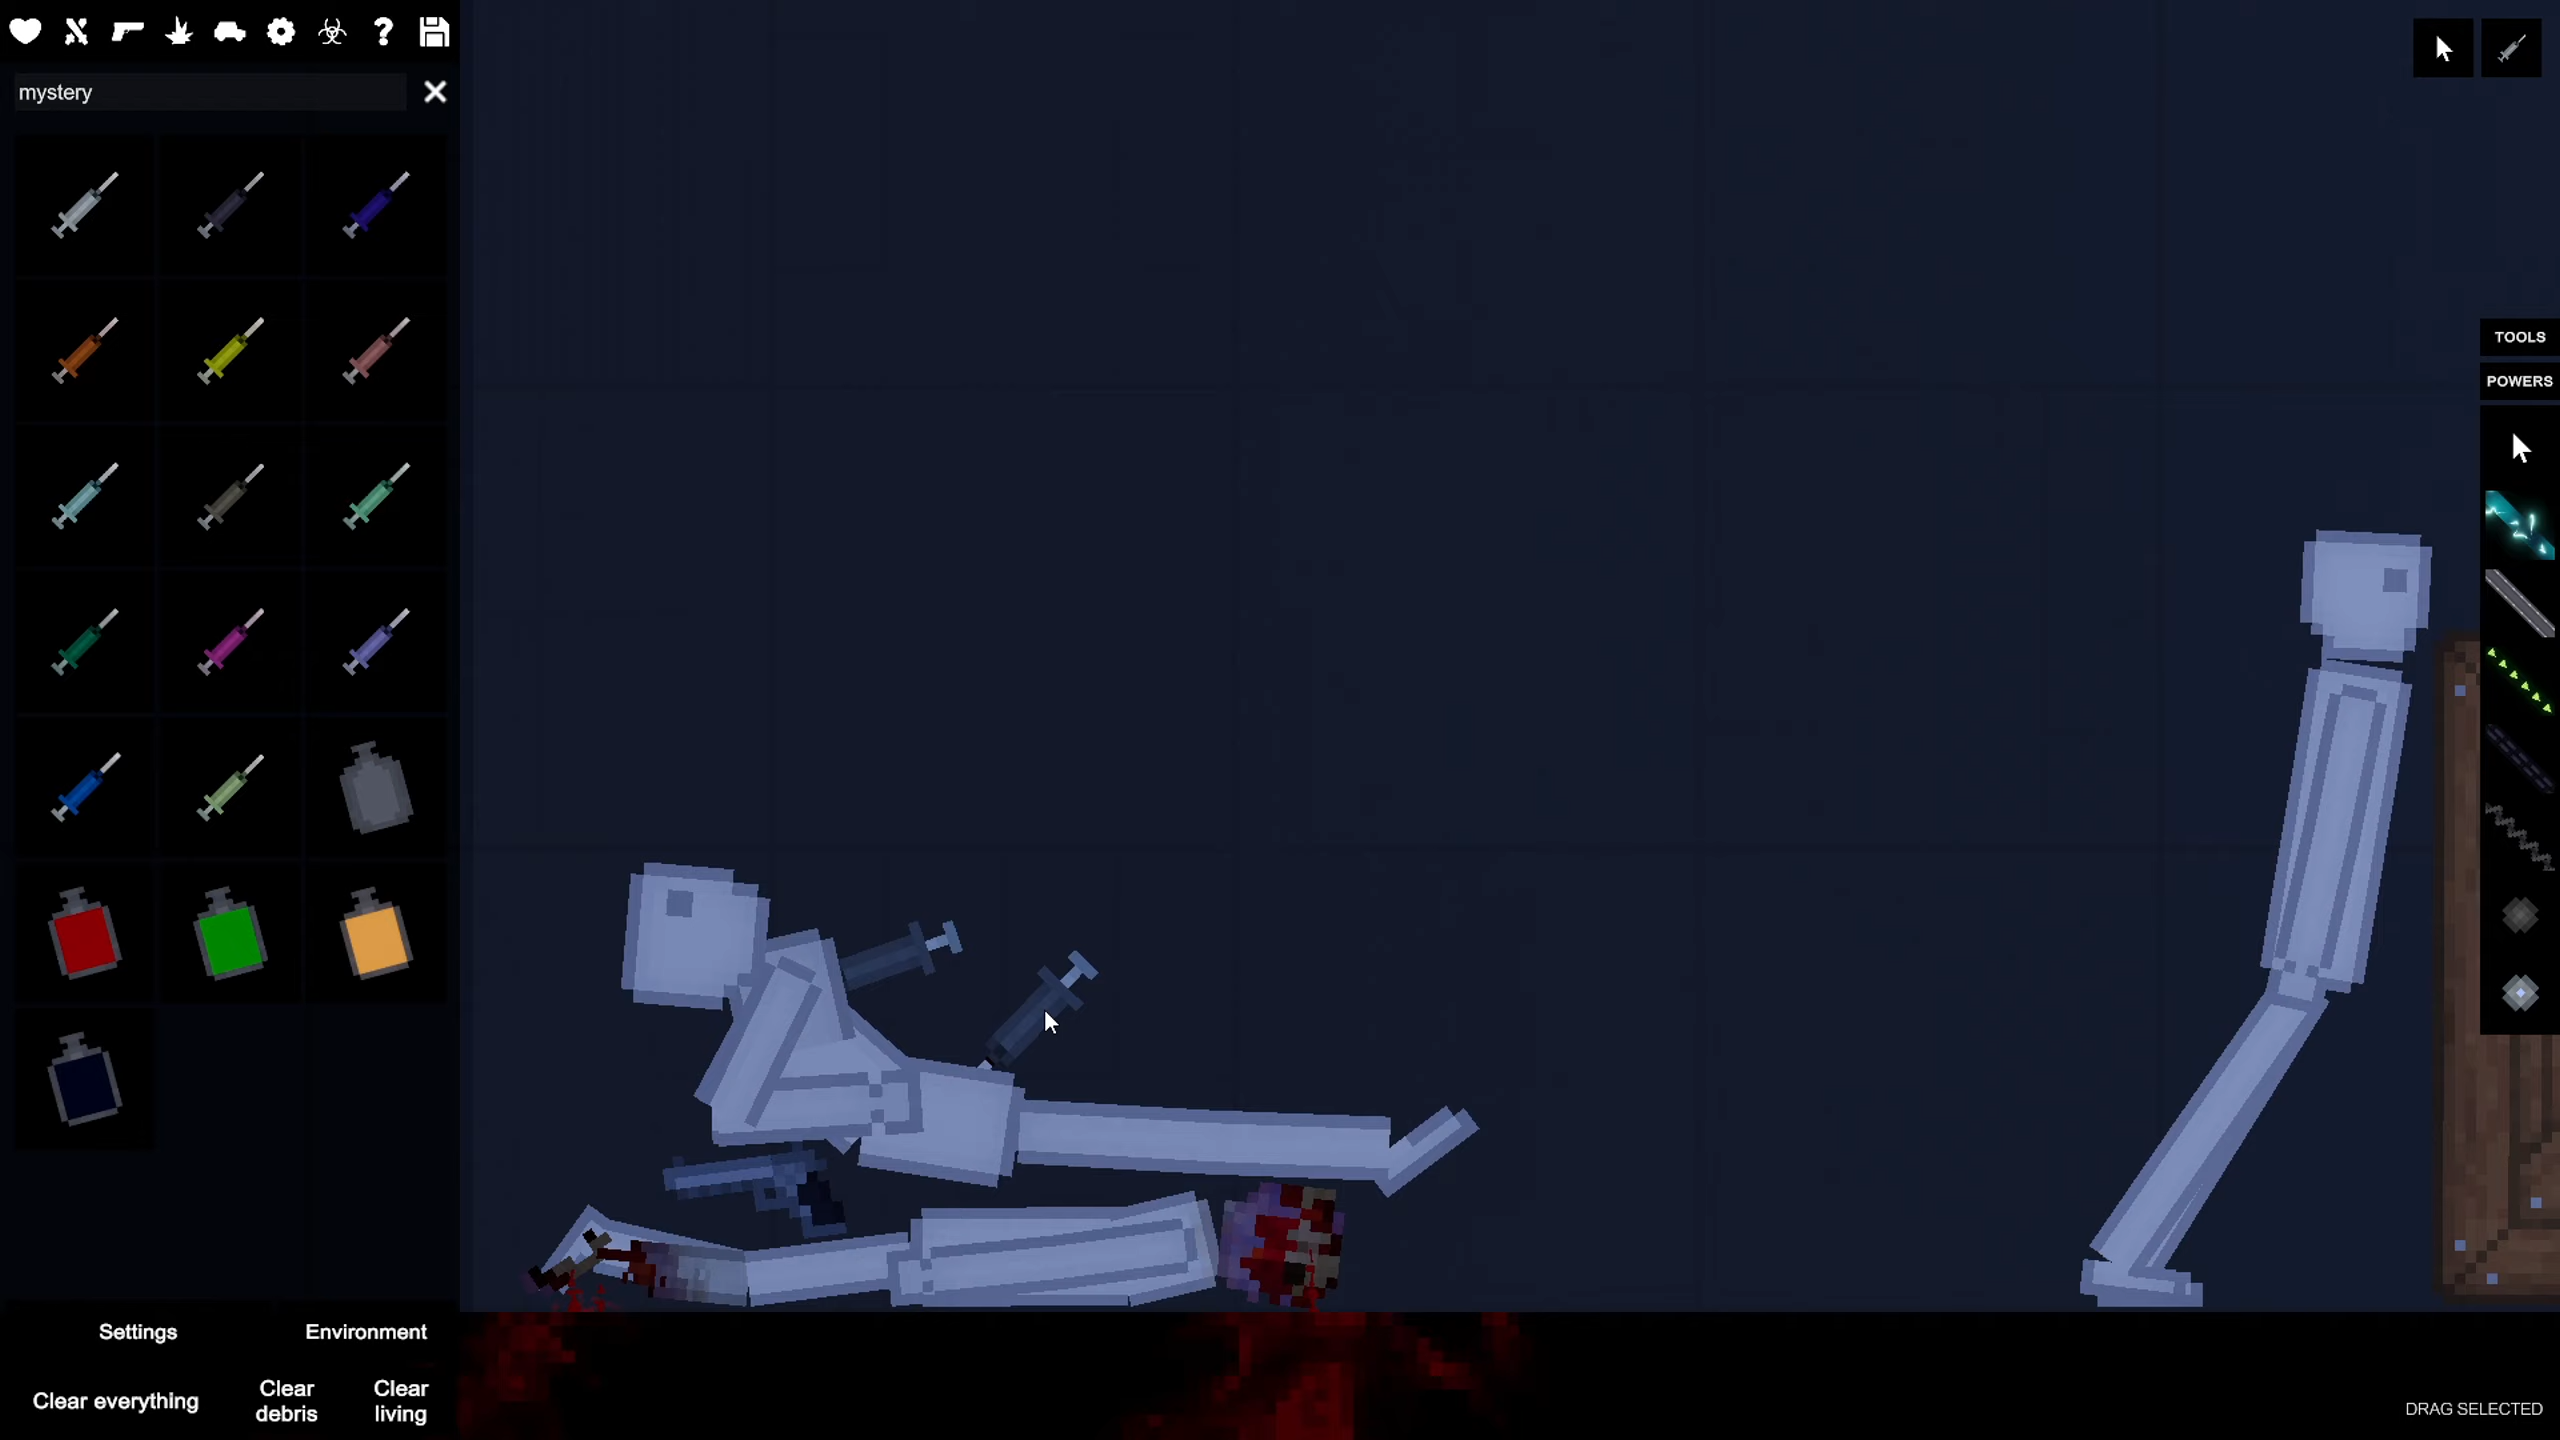 mystery
TOOLS
POWERS
Settings
Environment
Clear everything
Clear
debris
Clear
living
DRAG SELECTED